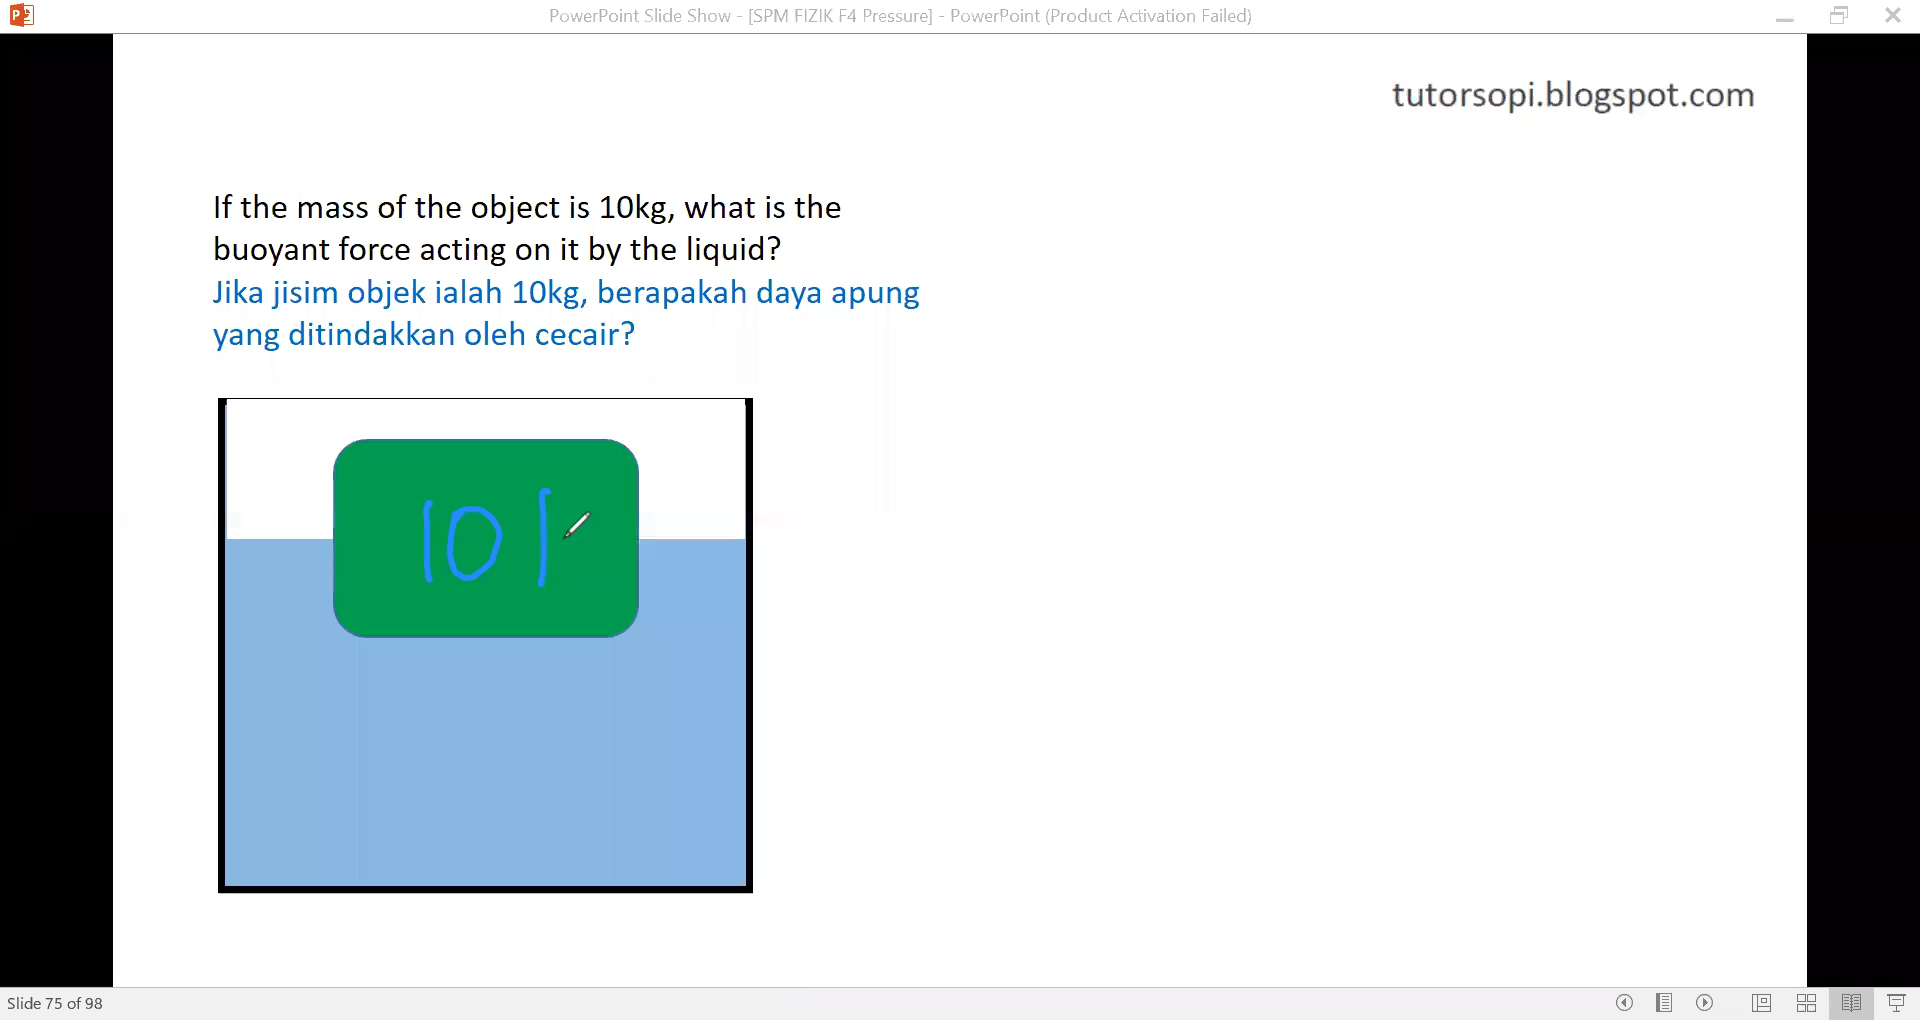 PowerPoint Slide Show - [SPM FIZIK F4 Pressure] - PowerPoint (Product Activation Failed)
tutorsopi.blogspot.com
If the mass of the object is 10kg, what is the
buoyant force acting on it by the liquid?
Jika jisim objek ialah 10kg, berapakah daya apung
yang ditindakkan oleh cecair?
10
Slide 75 of 98